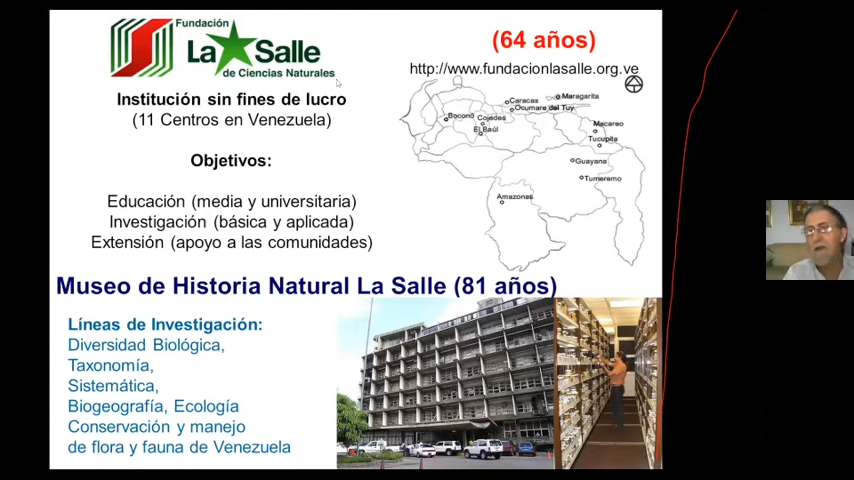 Fundación
La Salle
de Ciencias Naturales
(64 años)
http://www.fundacionlasalle.org.ve
Institución sin fines de lucro
(11 Centros en Venezuela)
Objetivos:
Educación (media y universitaria)
Investigación (básica y aplicada)
Extensión (apoyo a las comunidades)
Caracas
Margarita
Ocumare del Tuy
Boconó
Cojedes
El Baúl
Macareo
Tucupita
Guayana
Tumeremo
Amazonas
Museo de Historia Natural La Salle (81 años)
Líneas de Investigación:
Diversidad Biológica,
Taxonomía,
Sistemática,
Biogeografía, Ecología
Conservación y manejo
de flora y fauna de Venezuela